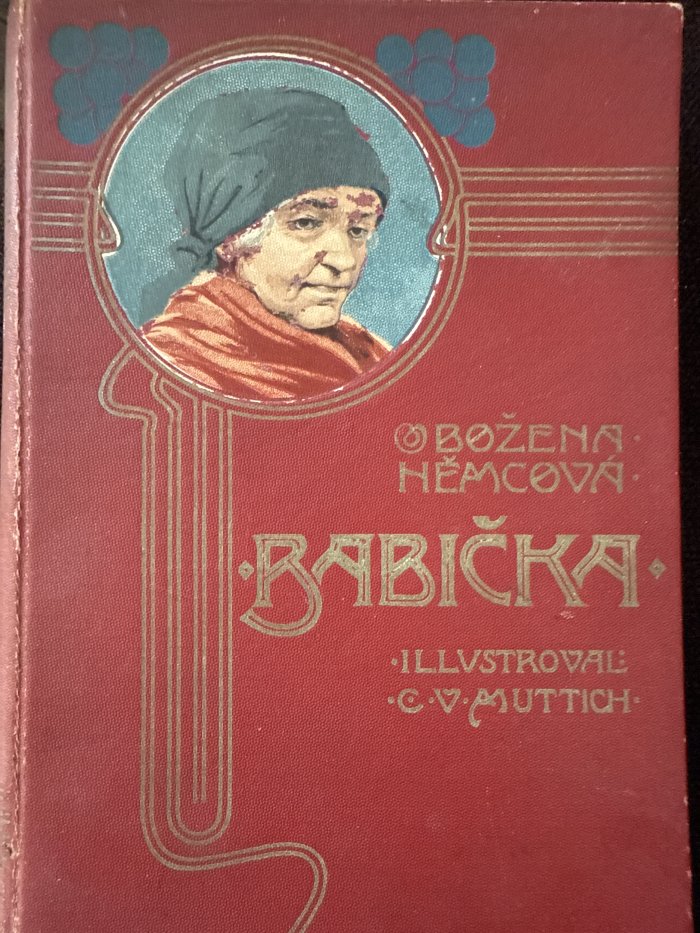 BOŽENA
NĚMCOVÁ·
·BABIČKA·
·ILLUSTROVAL:
·C·V·MUTTICH·